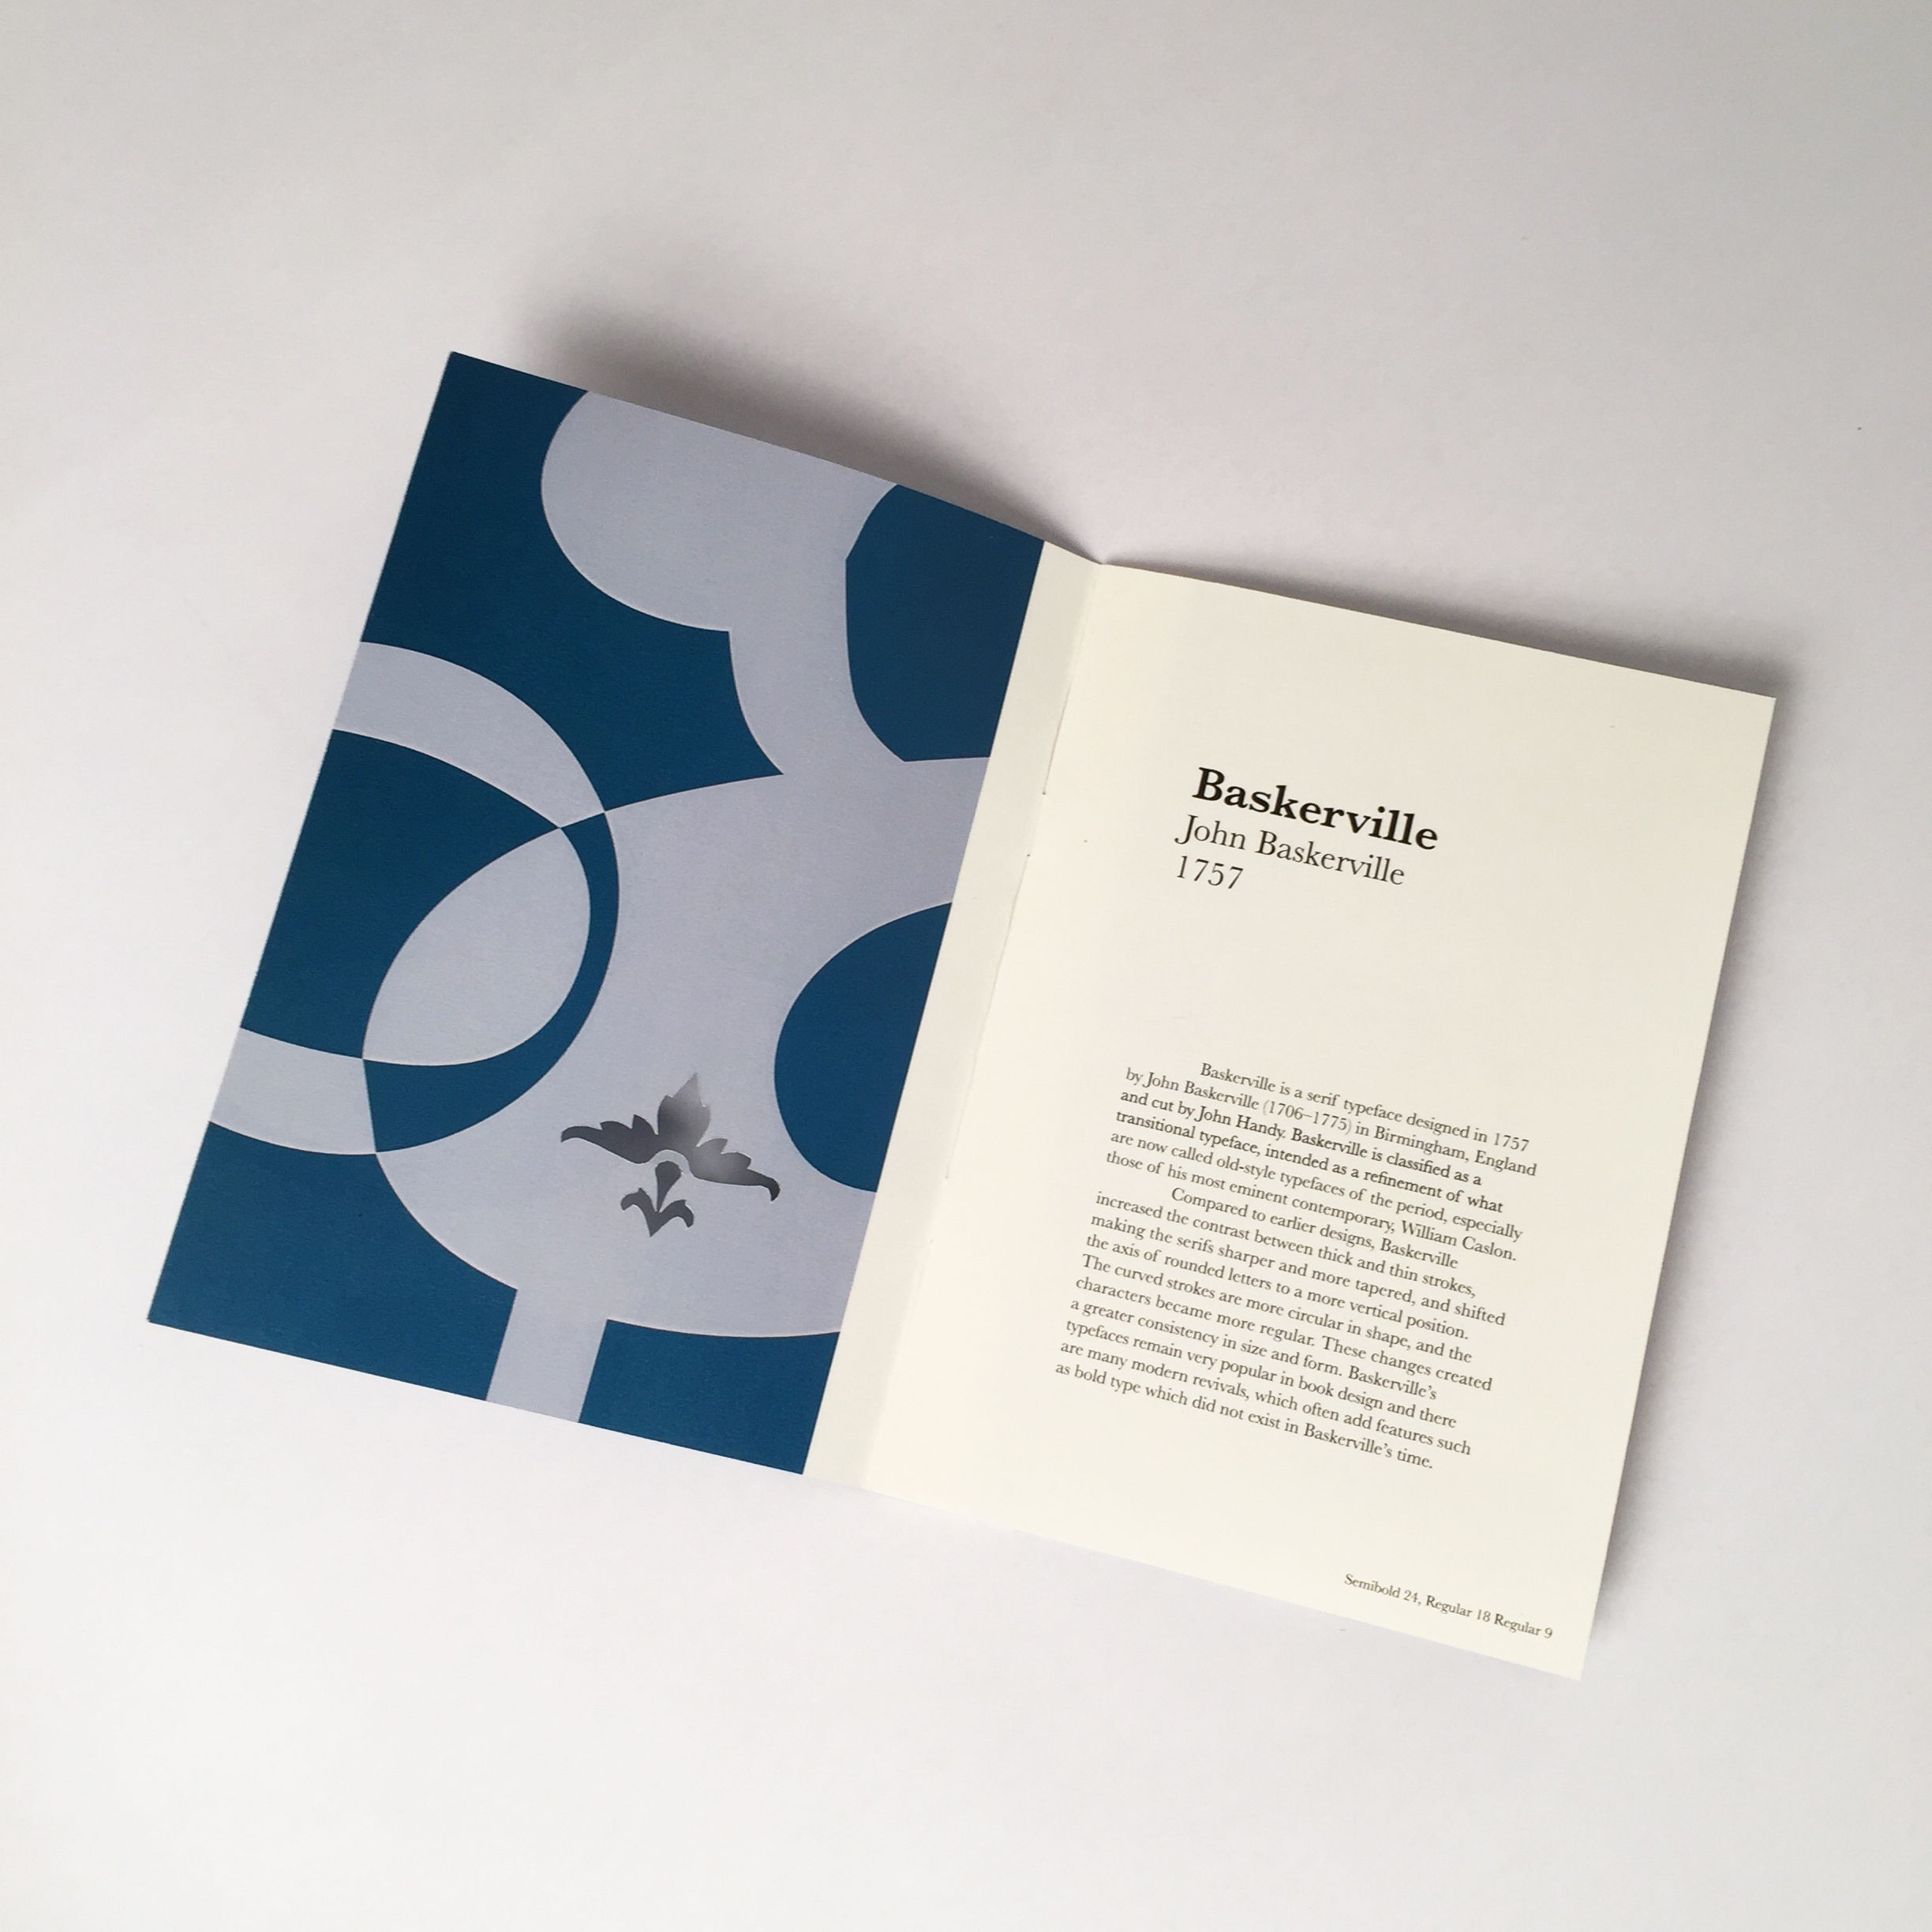 Baskerville
John Baskerville
1757
Baskerville is a serif typeface designed in 1757
by John Baskerville (1706–1775) in Birmingham, England
and cut by John Handy. Baskerville is classified as a
transitional typeface, intended as a refinement of what
are now called old-style typefaces of the period, especially
those of his most eminent contemporary, William Caslon.
Compared to earlier designs, Baskerville
increased the contrast between thick and thin strokes,
making the serifs sharper and more tapered, and shifted
the axis of rounded letters to a more vertical position.
The curved strokes are more circular in shape, and the
characters became more regular. These changes created
a greater consistency in size and form. Baskerville's
typefaces remain very popular in book design and there
are many modern revivals, which often add features such
as bold type which did not exist in Baskerville's time.
Semibold 24, Regular 18 Regular 9